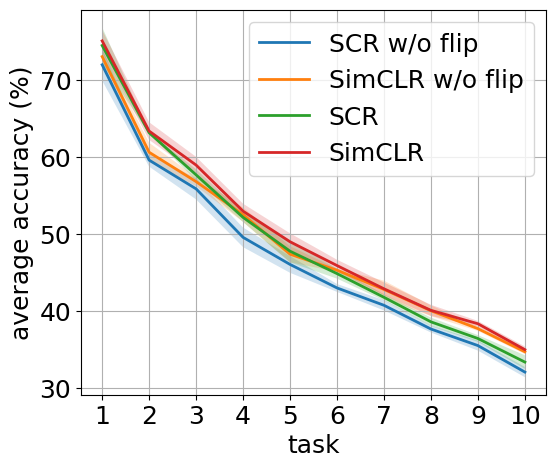 SCR w/o flip
SimCLR w/o flip
SCR
SimCLR
average accuracy (%)
70
60
50
40
30
1 2 3 4 5 6 7 8 9 10
task